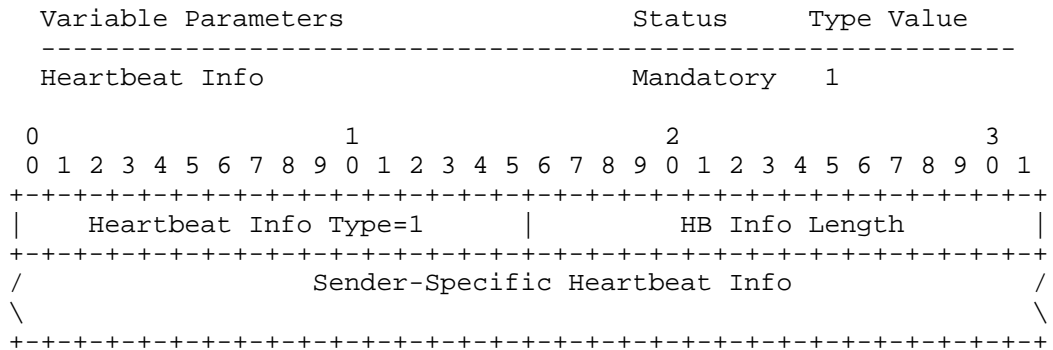 Variable Parameters                  Status     Type Value
-------------------------------------------------------------
Heartbeat Info                       Mandatory   1
 0                   1                   2                   3
 0 1 2 3 4 5 6 7 8 9 0 1 2 3 4 5 6 7 8 9 0 1 2 3 4 5 6 7 8 9 0 1
+-+-+-+-+-+-+-+-+-+-+-+-+-+-+-+-+-+-+-+-+-+-+-+-+-+-+-+-+-+-+-+-+
|    Heartbeat Info Type=1      |         HB Info Length        |
+-+-+-+-+-+-+-+-+-+-+-+-+-+-+-+-+-+-+-+-+-+-+-+-+-+-+-+-+-+-+-+-+
/                  Sender-Specific Heartbeat Info               /
\                                                               \
+-+-+-+-+-+-+-+-+-+-+-+-+-+-+-+-+-+-+-+-+-+-+-+-+-+-+-+-+-+-+-+-+